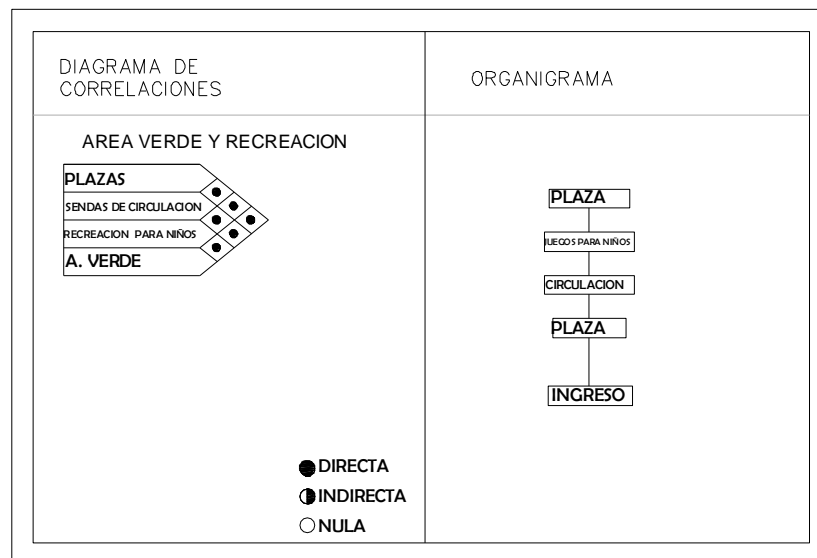 DIAGRAMA DE
CORRELACIONES
AREA VERDE Y RECREACION
PLAZAS
SENDAS DE CIRCULACION
RECREACION PARA NIÑOS
A. VERDE
DIRECTA
INDIRECTA
NULA
ORGANIGRAMA
PLAZA
JUEGOS PARA NIÑOS
CIRCULACION
PLAZA
INGRESO